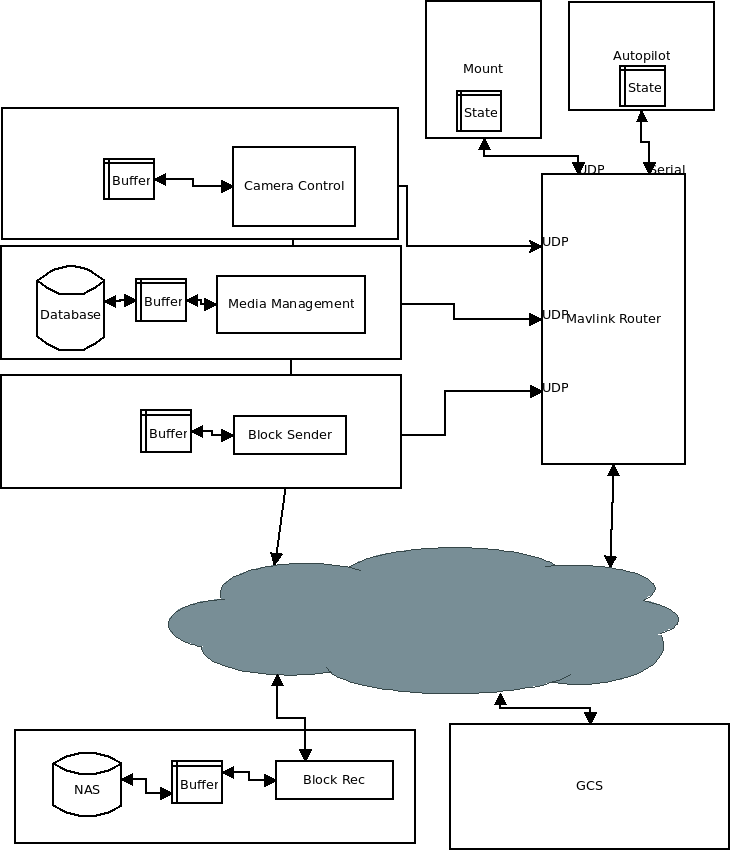 Mount
State
Autopilot
State
UDP
Serial
Buffer
Camera Control
UDP
Database
Buffer
Media Management
UDP
Mavlink Router
Buffer
Block Sender
UDP
NAS
Buffer
Block Rec
GCS